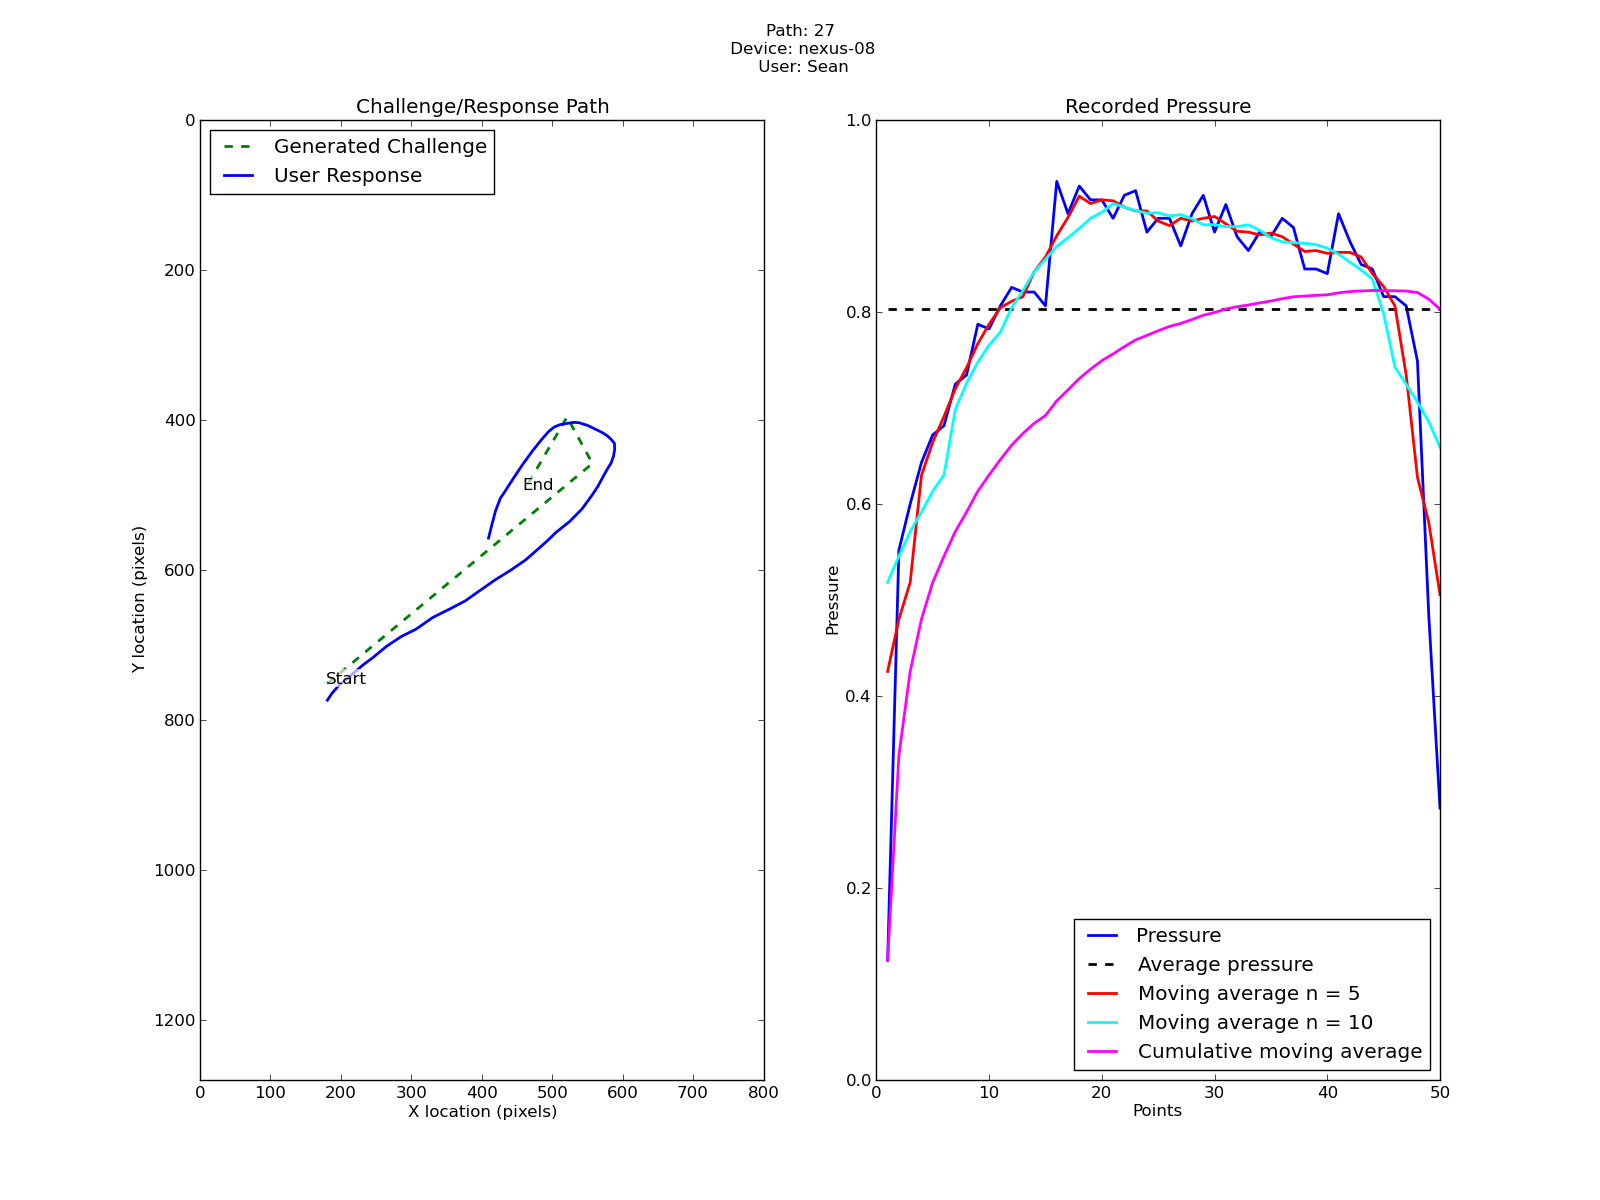 Path: 27
Device: nexus-08
User: Sean
Challenge/Response Path
Generated Challenge
User Response
0
200
400
600
800
1000
1200
Y location (pixels)
End
Start
0 100 200 300 400 500 600 700 800
X location (pixels)
Recorded Pressure
1.0
0.8
0.6
0.4
0.2
0.0
Pressure
Pressure
Average pressure
Moving average n = 5
Moving average n = 10
Cumulative moving average
0 10 20 30 40 50
Points